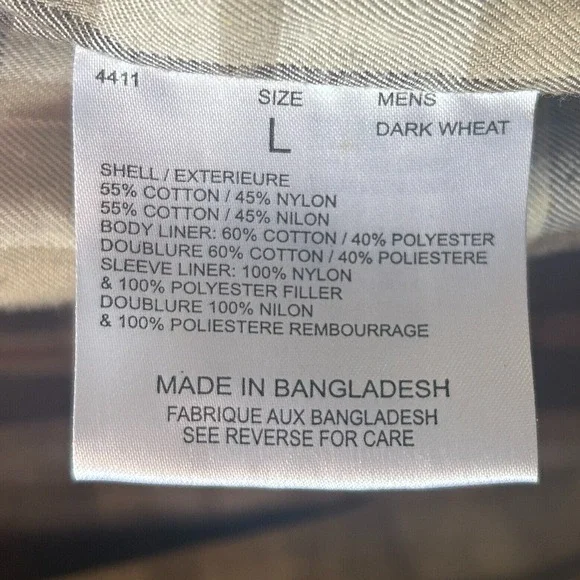 4411
SIZE MENS
L DARK WHEAT
SHELL / EXTERIEURE
55% COTTON / 45% NYLON
55% COTTON / 45% NILON
BODY LINER: 60% COTTON / 40% POLYESTER
DOUBLURE 60% COTTON / 40% POLIESTERE
SLEEVE LINER: 100% NYLON
& 100% POLYESTER FILLER
DOUBLURE 100% NILON
& 100% POLIESTERE REMBOURRAGE
MADE IN BANGLADESH
FABRIQUE AUX BANGLADESH
SEE REVERSE FOR CARE